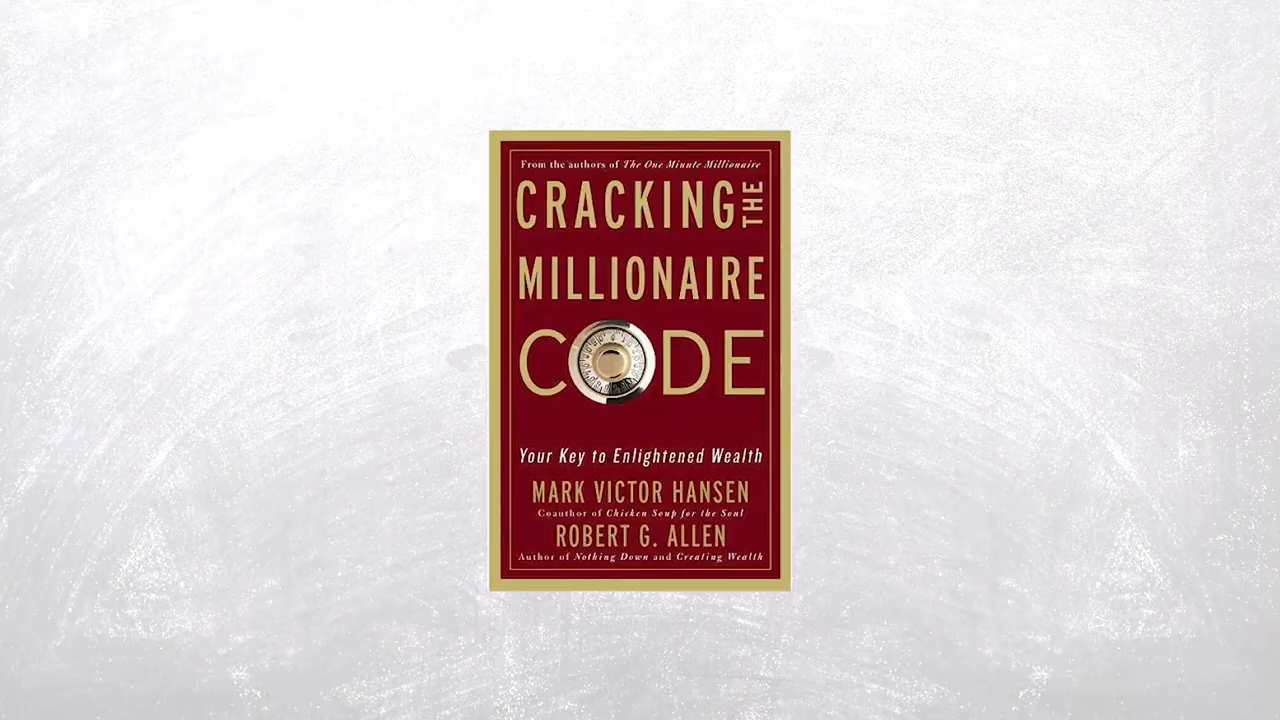 From the authors of The One Miunte Millionaire
CRACKING THE
MILLIONAIRE
CODE
Your Key to Enlightened Wealth
MARK VICTOR HANSEN
Coauthor of Chicken Soup for the Soul
ROBERT G. ALLEN
Author of Nothing Down and Creating Wealth